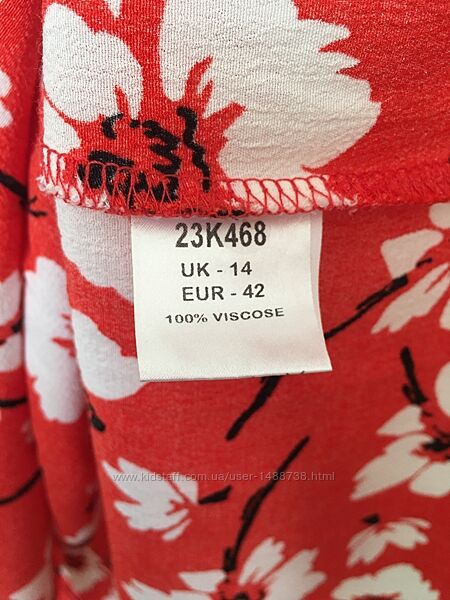 23K468
UK - 14
EUR - 42
100% VISCOSE
www.kidstaff.com.ua/user-1488738.html